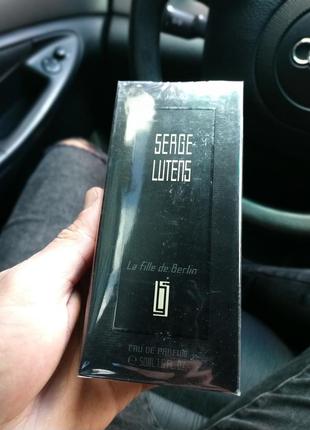 SERGE
LUTENS
La fille de Berlin
EAU DE PARFUM